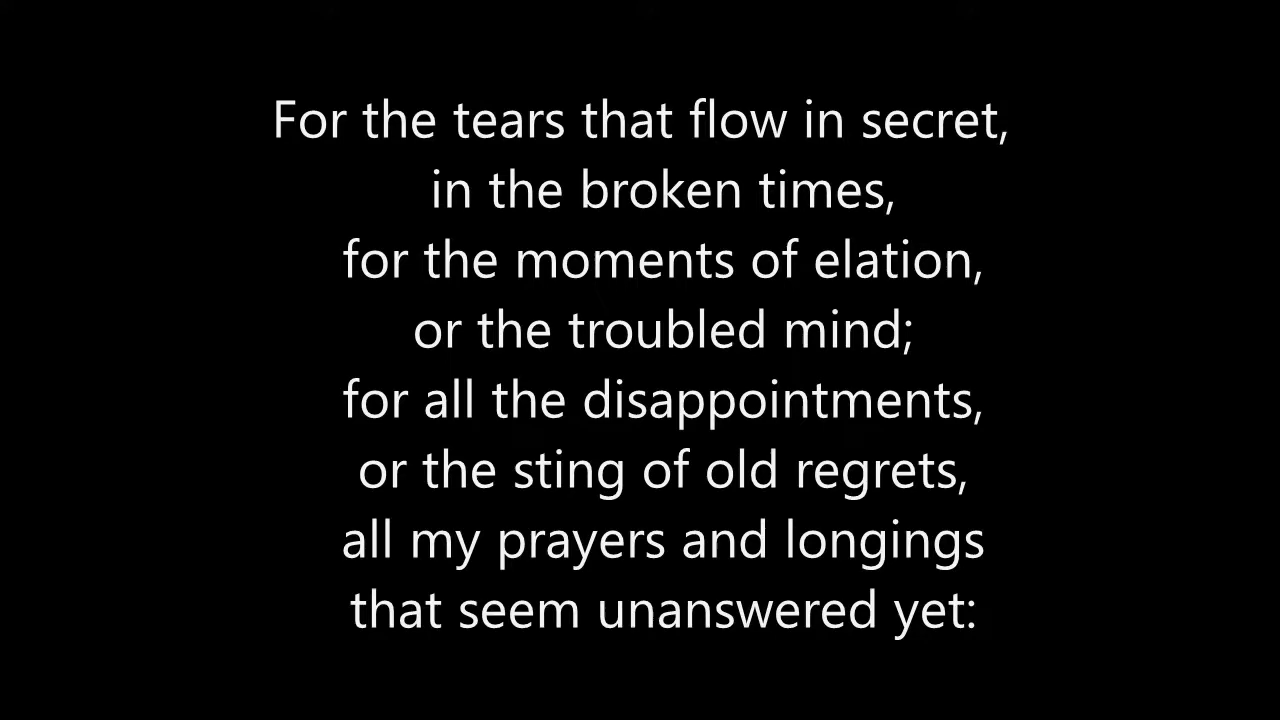 For the tears that flow in secret,
in the broken times,
for the moments of elation,
or the troubled mind;
for all the disappointments,
or the sting of old regrets,
all my prayers and longings
that seem unanswered yet: